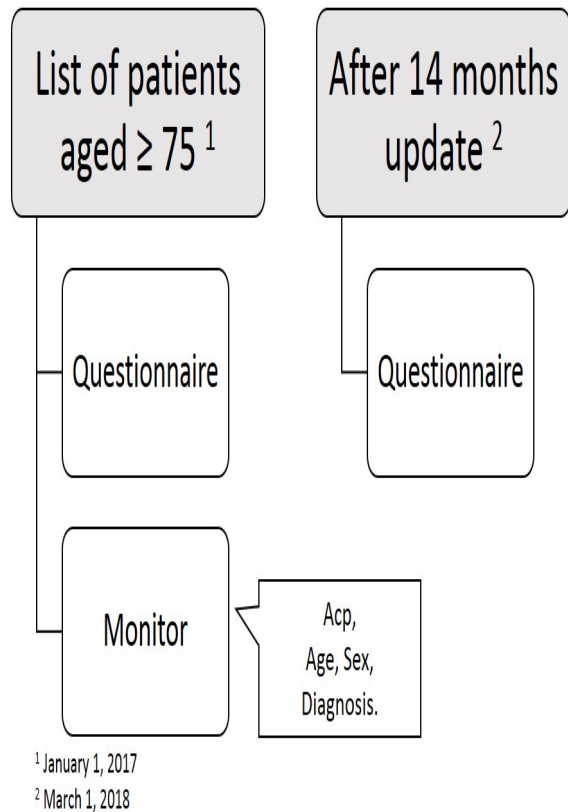 List of patients
aged ≥ 75 ¹
After 14 months
update ²
Questionnaire
Questionnaire
Monitor
Acp,
Age, Sex,
Diagnosis.
¹ January 1, 2017
² March 1, 2018